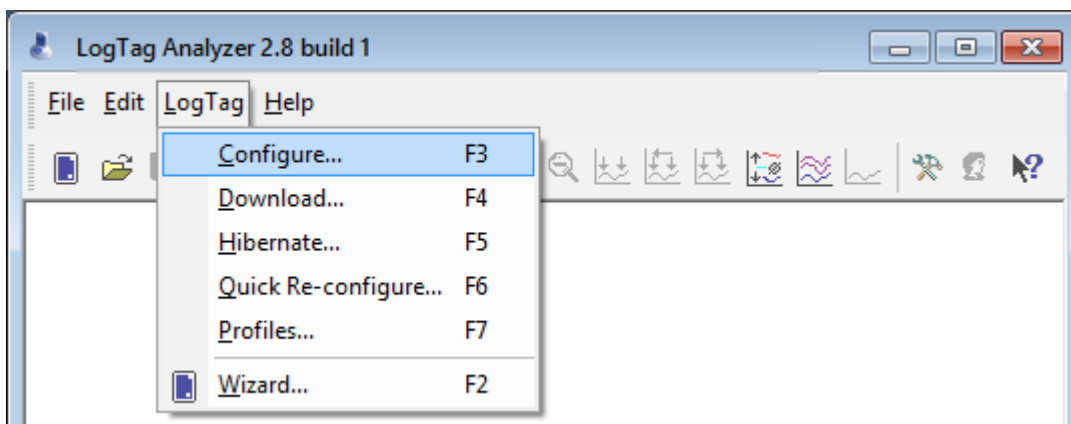 LogTag Analyzer 2.8 build 1
File Edit LogTag Help
Configure... F3
Download... F4
Hibernate... F5
Quick Re-configure... F6
Profiles... F7
Wizard... F2